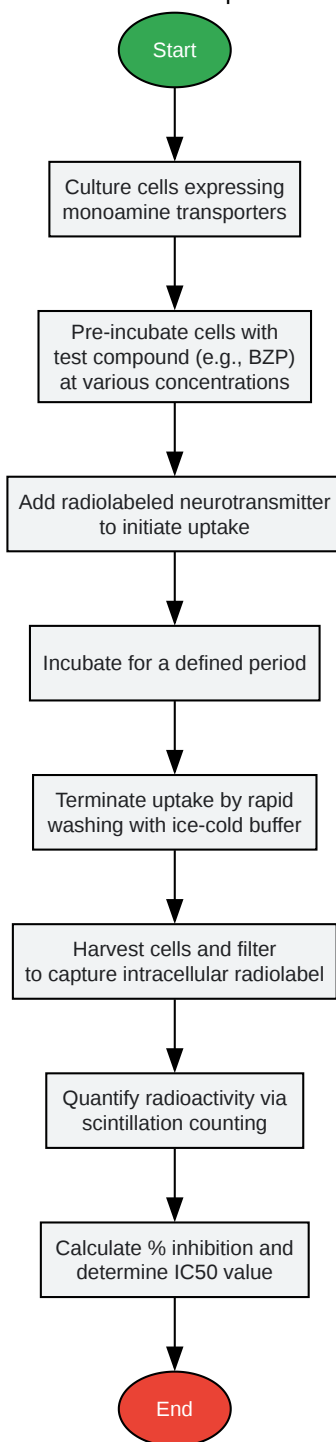 Start
Culture cells expressing
monoamine transporters
Pre-incubate cells with
test compound (e.g., BZP)
at various concentrations
Add radiolabeled neurotransmitter
to initiate uptake
Incubate for a defined period
Terminate uptake by rapid
washing with ice-cold buffer
Harvest cells and filter
to capture intracellular radiolabel
Quantify radioactivity via
scintillation counting
Calculate % inhibition and
determine IC50 value
End